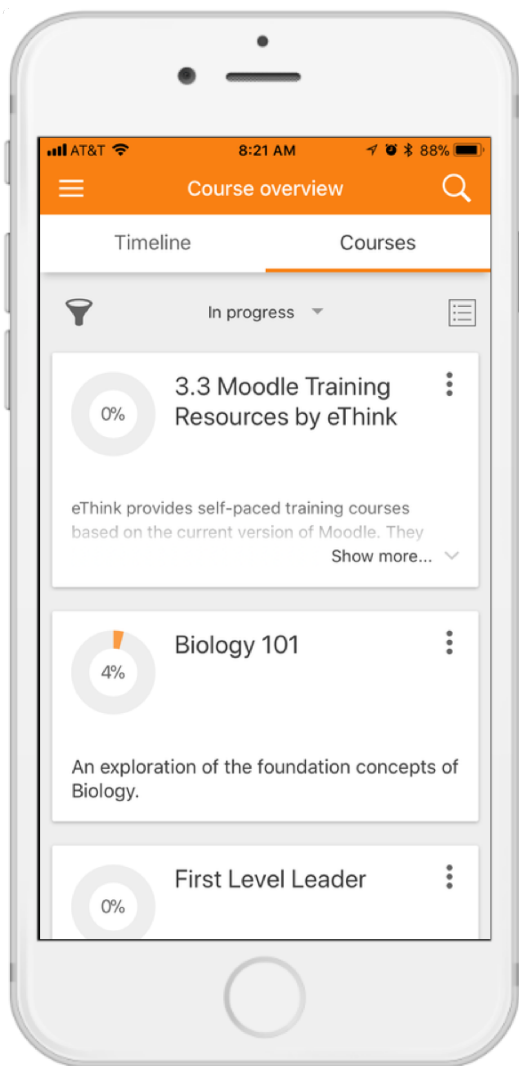 AT&T 8:21 AM 88%
Course overview
Timeline Courses
In progress
3.3 Moodle Training
0% Resources by eThink
eThink provides self-paced training courses
based on the current version of Moodle. They
Show more...
Biology 101
4%
An exploration of the foundation concepts of
Biology.
First Level Leader
0%